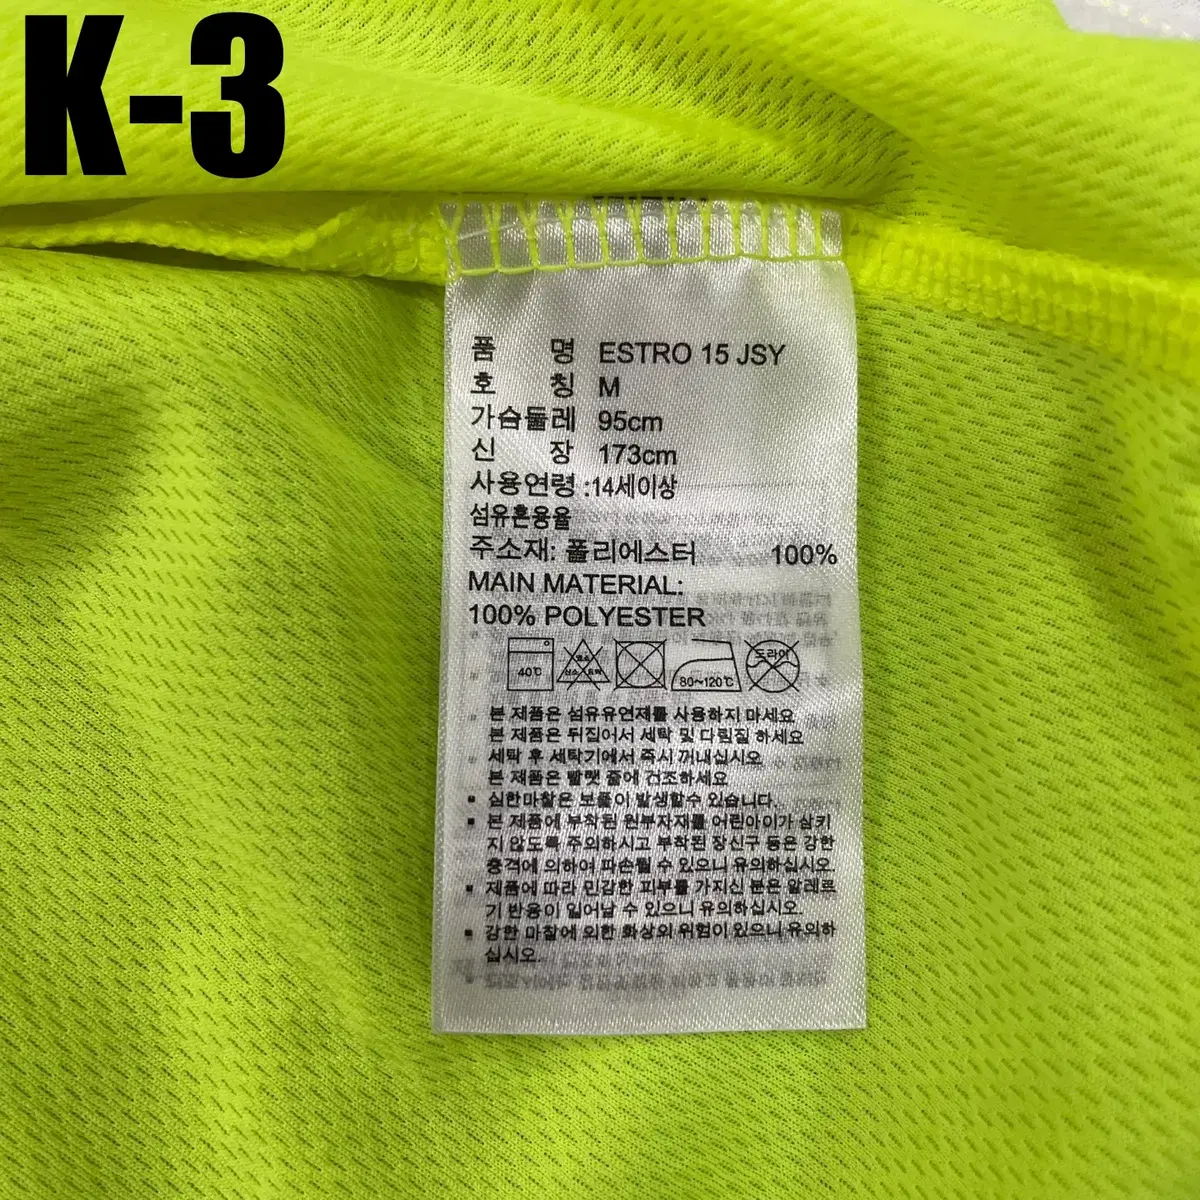 K-3
품 명 ESTRO 15 JSY
호 칭 M
가슴둘레 95cm
신 장 173cm
사용연령 :14세이상
섬유혼용율
주소재: 폴리에스터 100%
MAIN MATERIAL:
100% POLYESTER
40℃ 80~120℃ 드라이
본 제품은 섬유유연제를 사용하지 마세요
본 제품은 뒤집어서 세탁 및 다림질 하세요
세탁 후 세탁기에서 즉시 꺼내십시오
본 제품은 빨랫 줄에 건조하세요
▪ 심한마찰은 보풀이 발생할수 있습니다.
▪ 본 제품에 부착된 원부자재를 어린아이가 삼키
지 않도록 주의하시고 부착된 장신구 등은 강한
충격에 의하여 파손될 수 있으니 유의하십시오.
▪ 제품에 따라 민감한 피부를 가지신 분은 알레르
기 반응이 일어날 수 있으니 유의하십시오.
▪ 강한 마찰에 의한 화상의 위험이 있으니 유의하
십시오.